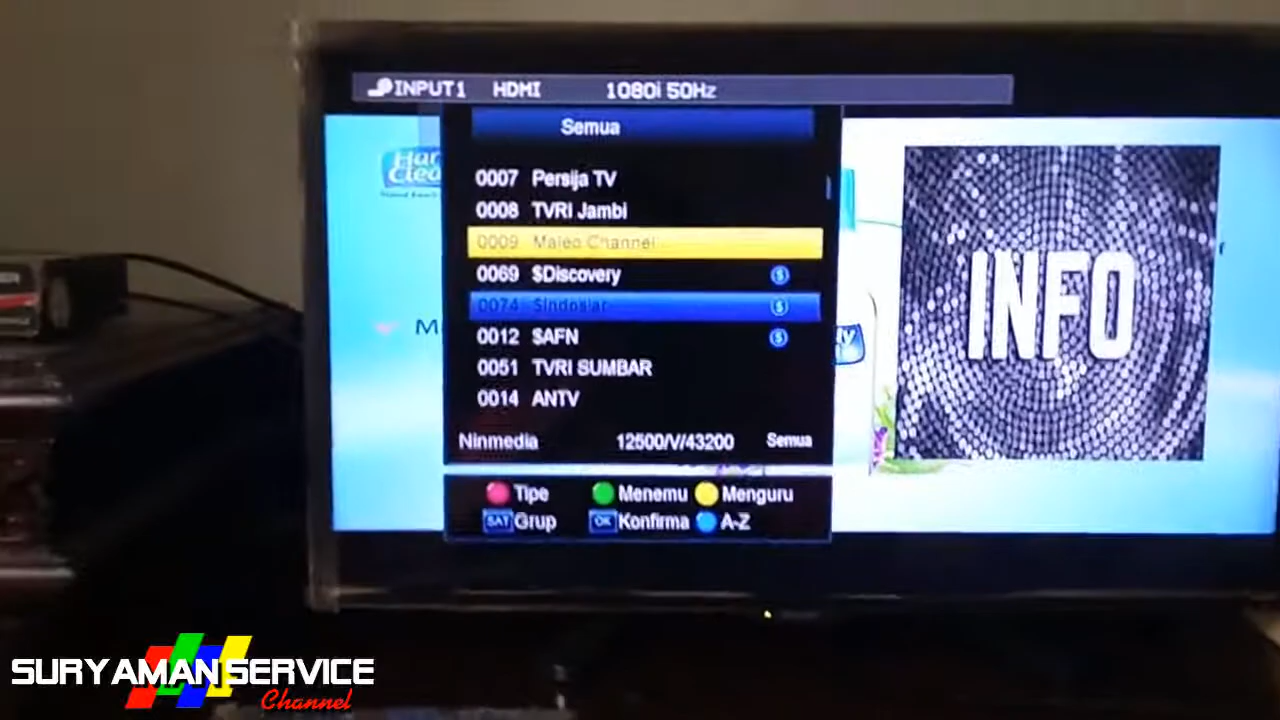 INPUT1 HDMI 1080i 50Hz
Semua
0007 Persija TV
0008 TVRI Jambi
0009 Maleo Channel
0069 $Discovery
0074 $Indosiar
0012 $AFN
0051 TVRI SUMBAR
0014 ANTV
Ninmedia 12500/V/43200 Semua
Tipe Menemu Menguru
SAT Grup OK Konfirma A-Z
INFO
SURYAMAN SERVICE
Channel